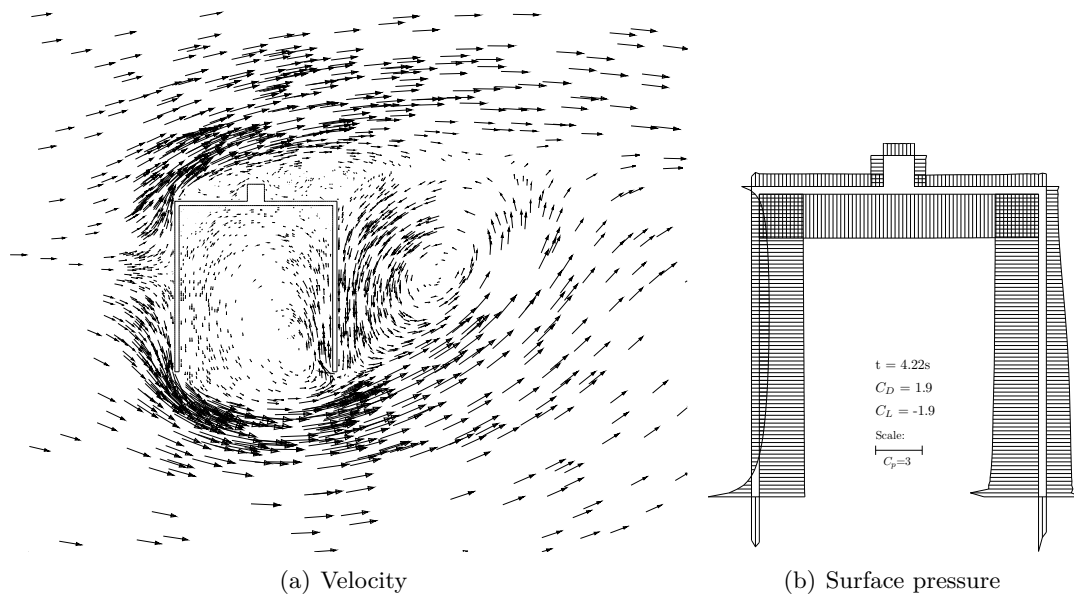 t = 4.22s
C_D = 1.9
C_L = -1.9
Scale:
C_p=3
(a) Velocity
(b) Surface pressure